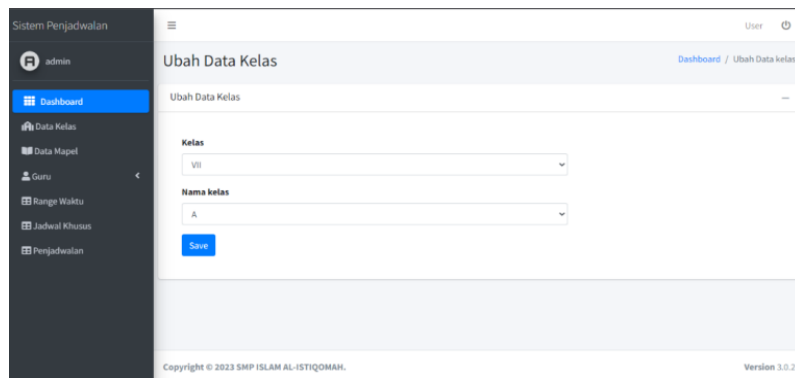 Sistem Penjadwalan
User
admin
Ubah Data Kelas
Dashboard / Ubah Data kelas
Dashboard
Data Kelas
Data Mapel
Guru
Range Waktu
Jadwal Khusus
Penjadwalan
Ubah Data Kelas
Kelas
VII
Nama kelas
A
Save
Copyright © 2023 SMP ISLAM AL-ISTIQOMAH.
Version 3.0.2